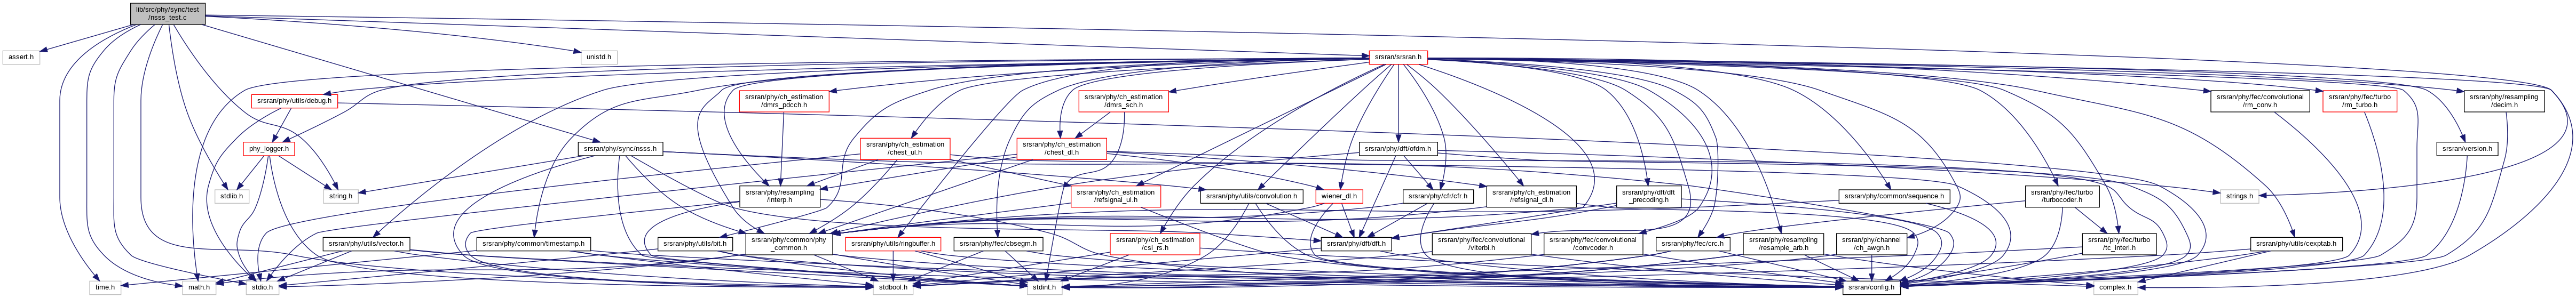 lib/src/phy/sync/test
/nsss_test.c
assert.h
unistd.h
srsran/srsran.h
srsran/phy/utils/debug.h
srsran/phy/ch_estimation
/dmrs_pdcch.h
srsran/phy/ch_estimation
/dmrs_sch.h
srsran/phy/fec/convolutional
/rm_conv.h
srsran/phy/fec/turbo
/rm_turbo.h
srsran/phy/resampling
/decim.h
phy_logger.h
srsran/phy/sync/nsss.h
srsran/phy/ch_estimation
/chest_ul.h
srsran/phy/ch_estimation
/chest_dl.h
srsran/phy/dft/ofdm.h
srsran/version.h
stdlib.h
string.h
srsran/phy/resampling
/interp.h
srsran/phy/ch_estimation
/refsignal_ul.h
srsran/phy/utils/convolution.h
wiener_dl.h
srsran/phy/cfr/cfr.h
srsran/phy/ch_estimation
/refsignal_dl.h
srsran/phy/dft/dft
_precoding.h
srsran/phy/common/sequence.h
srsran/phy/fec/turbo
/turbocoder.h
strings.h
srsran/phy/utils/vector.h
srsran/phy/common/timestamp.h
srsran/phy/utils/bit.h
srsran/phy/common/phy
_common.h
srsran/phy/utils/ringbuffer.h
srsran/phy/fec/cbsegm.h
srsran/phy/ch_estimation
/csi_rs.h
srsran/phy/dft/dft.h
srsran/phy/fec/convolutional
/viterbi.h
srsran/phy/fec/convolutional
/convcoder.h
srsran/phy/fec/crc.h
srsran/phy/resampling
/resample_arb.h
srsran/phy/channel
/ch_awgn.h
srsran/phy/fec/turbo
/tc_interl.h
srsran/phy/utils/cexptab.h
time.h
math.h
stdio.h
stdbool.h
stdint.h
srsran/config.h
complex.h